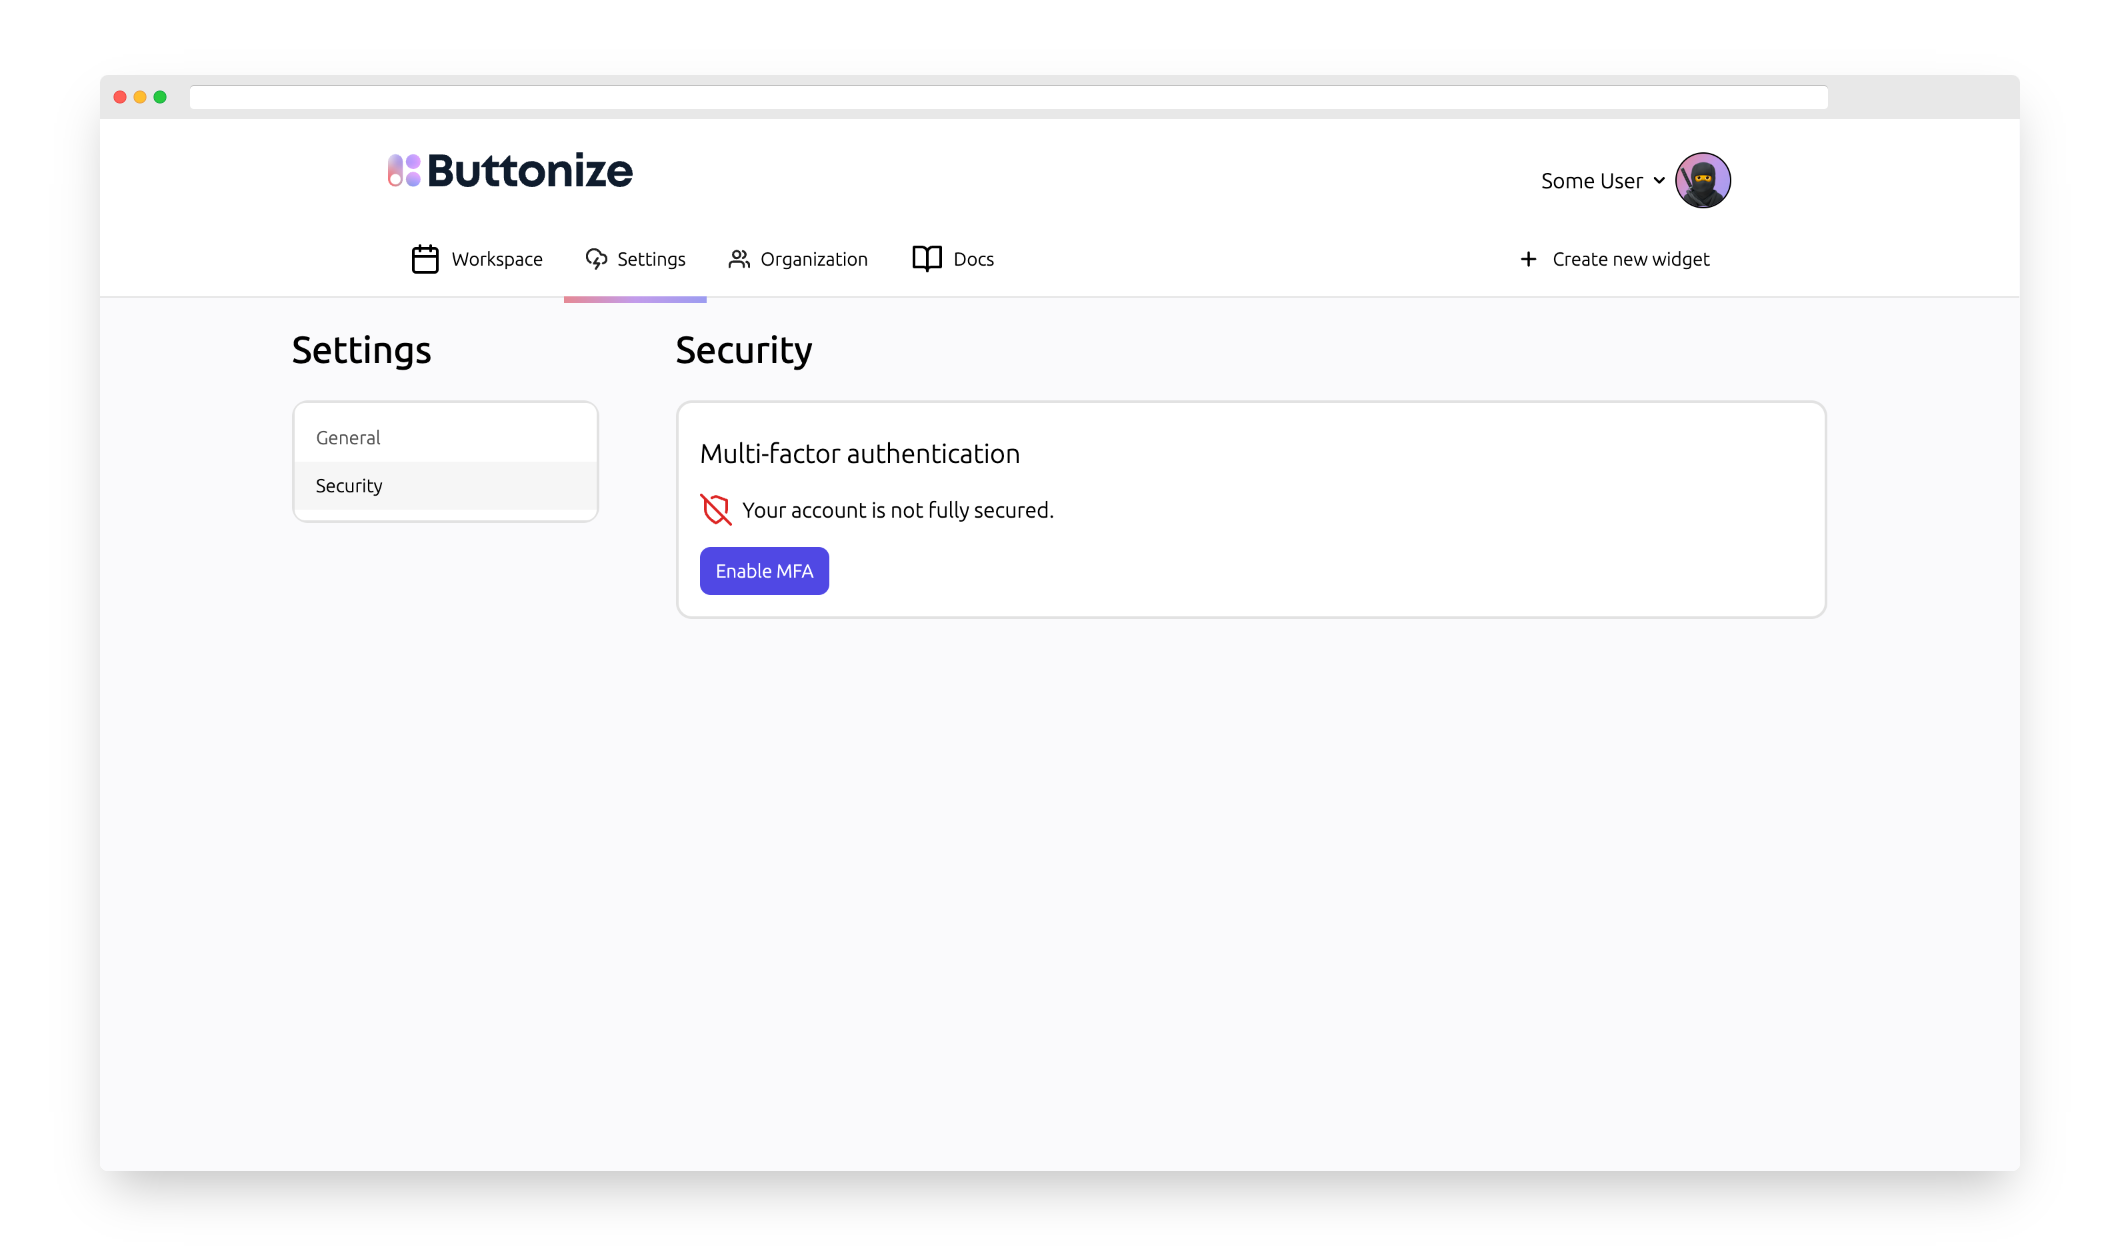 Buttonize
Some User
Workspace
Settings
Organization
Docs
Create new widget
Settings
General
Security
Security
Multi-factor authentication
Your account is not fully secured.
Enable MFA